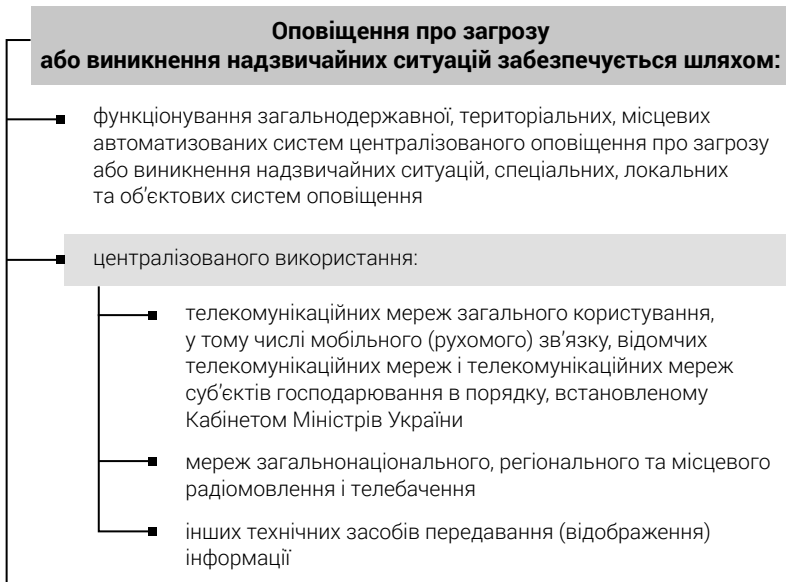 Оповіщення про загрозу
або виникнення надзвичайних ситуацій забезпечується шляхом:
функціонування загальнодержавної, територіальних, місцевих
автоматизованих систем централізованого оповіщення про загрозу
або виникнення надзвичайних ситуацій, спеціальних, локальних
та об’єктових систем оповіщення
централізованого використання:
телекомунікаційних мереж загального користування,
у тому числі мобільного (рухомого) зв’язку, відомчих
телекомунікаційних мереж і телекомунікаційних мереж
суб’єктів господарювання в порядку, встановленому
Кабінетом Міністрів України
мереж загальнонаціонального, регіонального та місцевого
радіомовлення і телебачення
інших технічних засобів передавання (відображення)
інформації